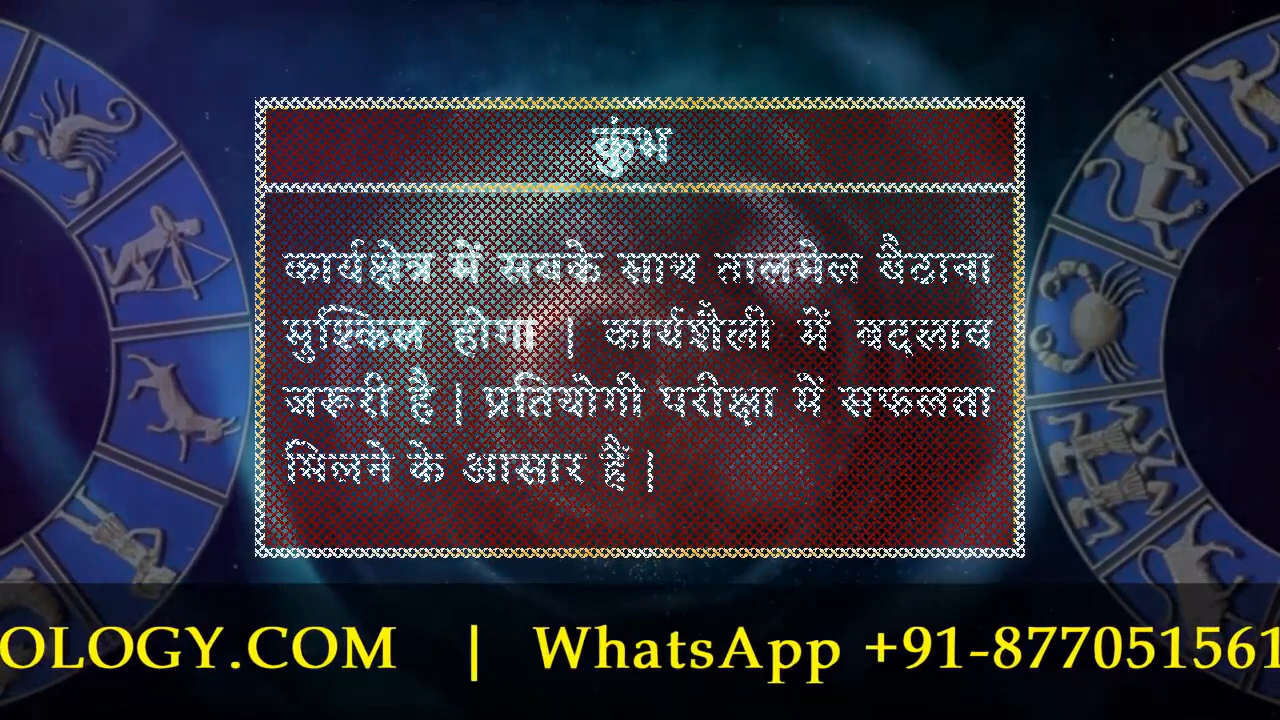 कुंभ
कार्यक्षेत्र में सबके साथ तालमेल बैठाना
मुश्किल होगा | कार्यशैली में बदलाव
जरूरी है | प्रतियोगी परीक्षा में सफलता
मिलने के आसार हैं |
OLOGY.COM | WhatsApp +91-877051561